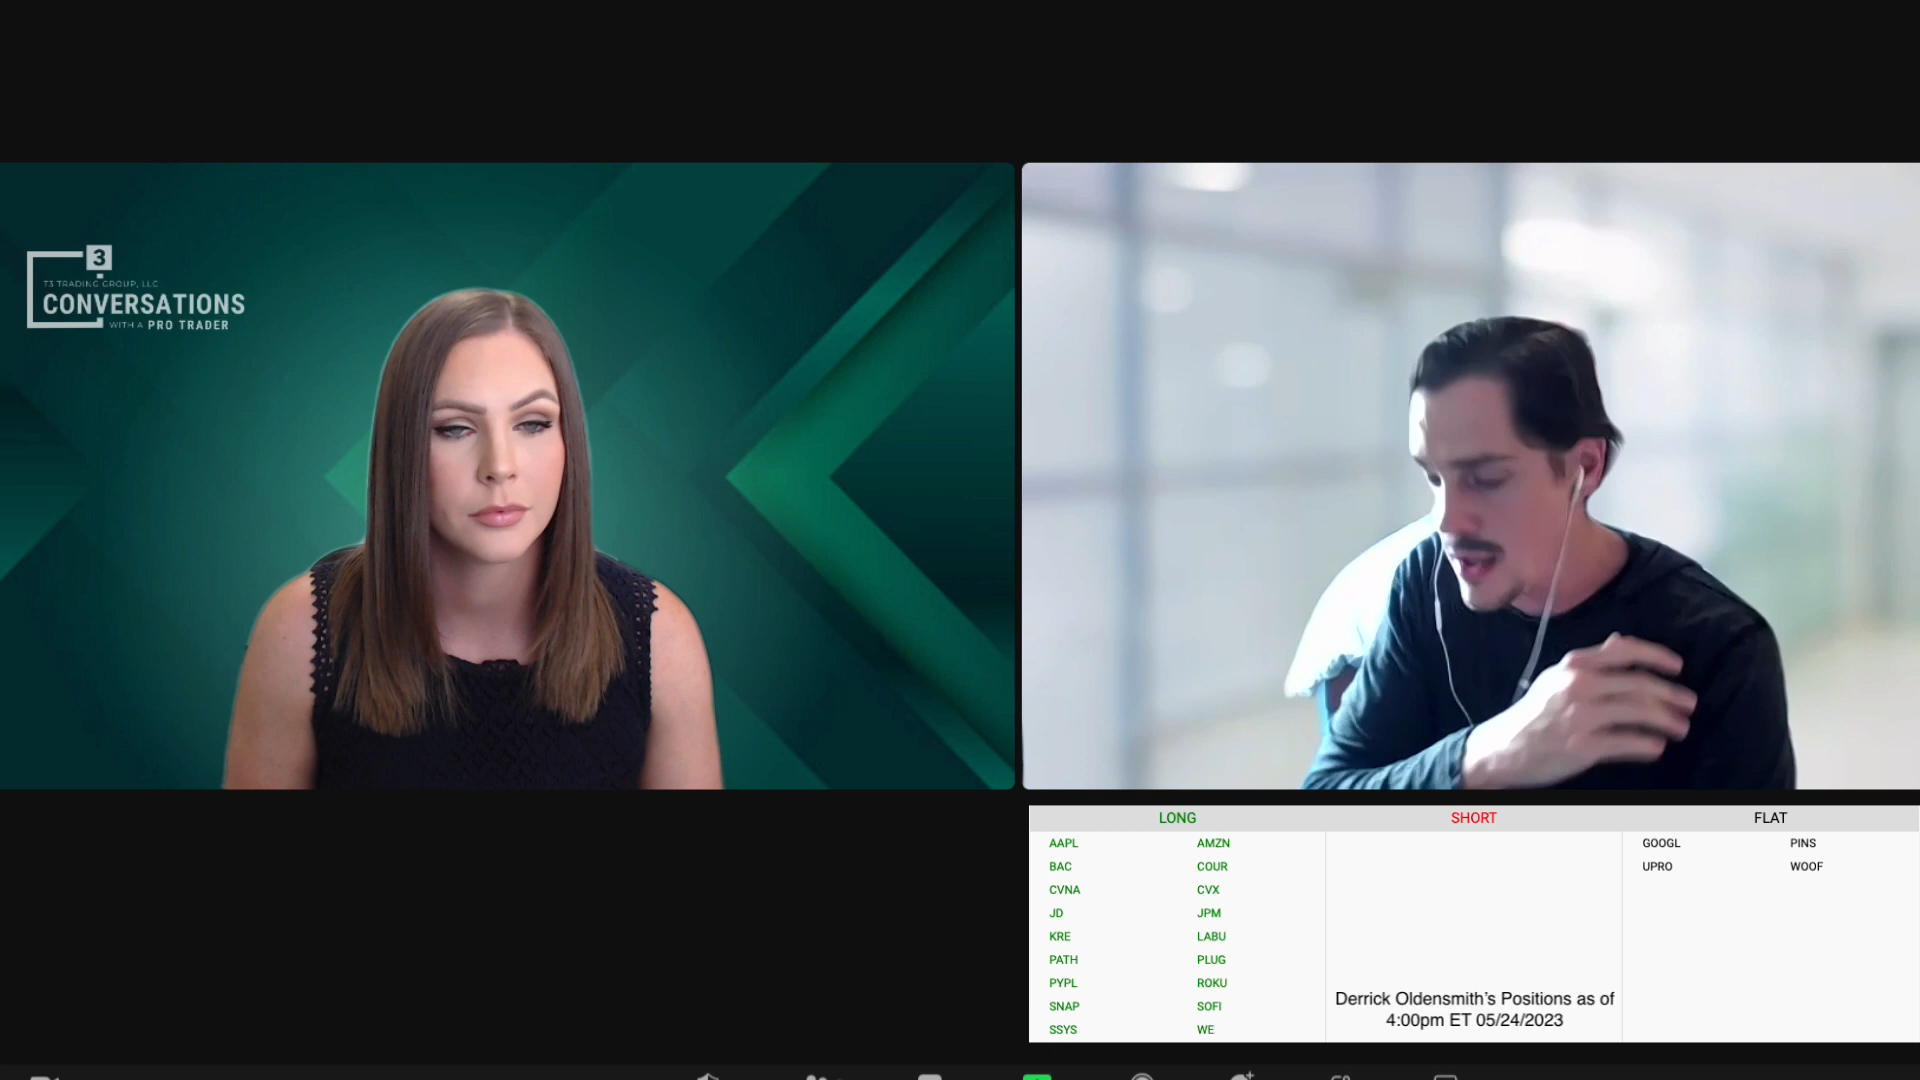 3
T3 TRADING GROUP, LLC
CONVERSATIONS
WITH A PRO TRADER
LONG SHORT FLAT
AAPL AMZN GOOGL PINS
BAC COUR UPRO WOOF
CVNA CVX
JD JPM
KRE LABU
PATH PLUG
PYPL ROKU
SNAP SOFI
SSYS WE
Derrick Oldensmith's Positions as of
4:00pm ET 05/24/2023